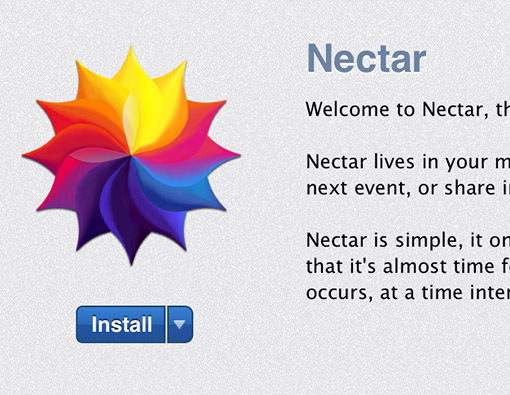 Nectar
Welcome to Nectar, th
Nectar lives in your m
next event, or share i
Nectar is simple, it on
that it's almost time f
occurs, at a time inter
Install